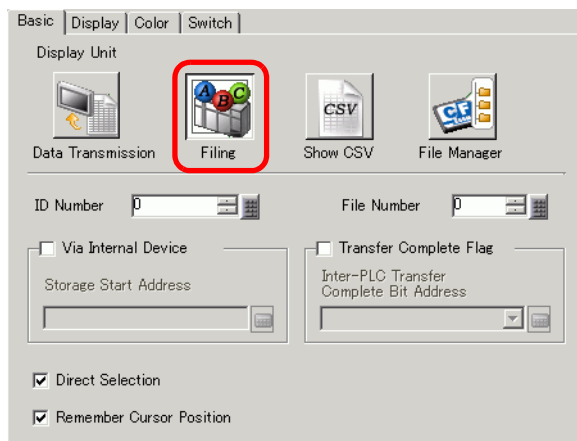 Basic Display Color Switch
Display Unit
A B C CSV CF
Data Transmission Filing Show CSV File Manager
ID Number 0 File Number 0
Via Internal Device Transfer Complete Flag
Storage Start Address
Inter-PLC Transfer
Complete Bit Address
Direct Selection
Remember Cursor Position